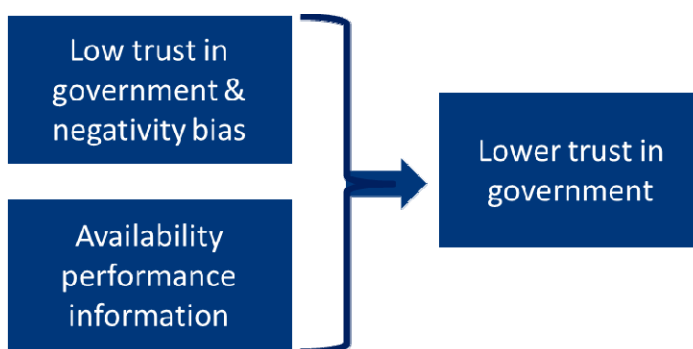 Low trust in
government &
negativity bias
Availability
performance
information
Lower trust in
government